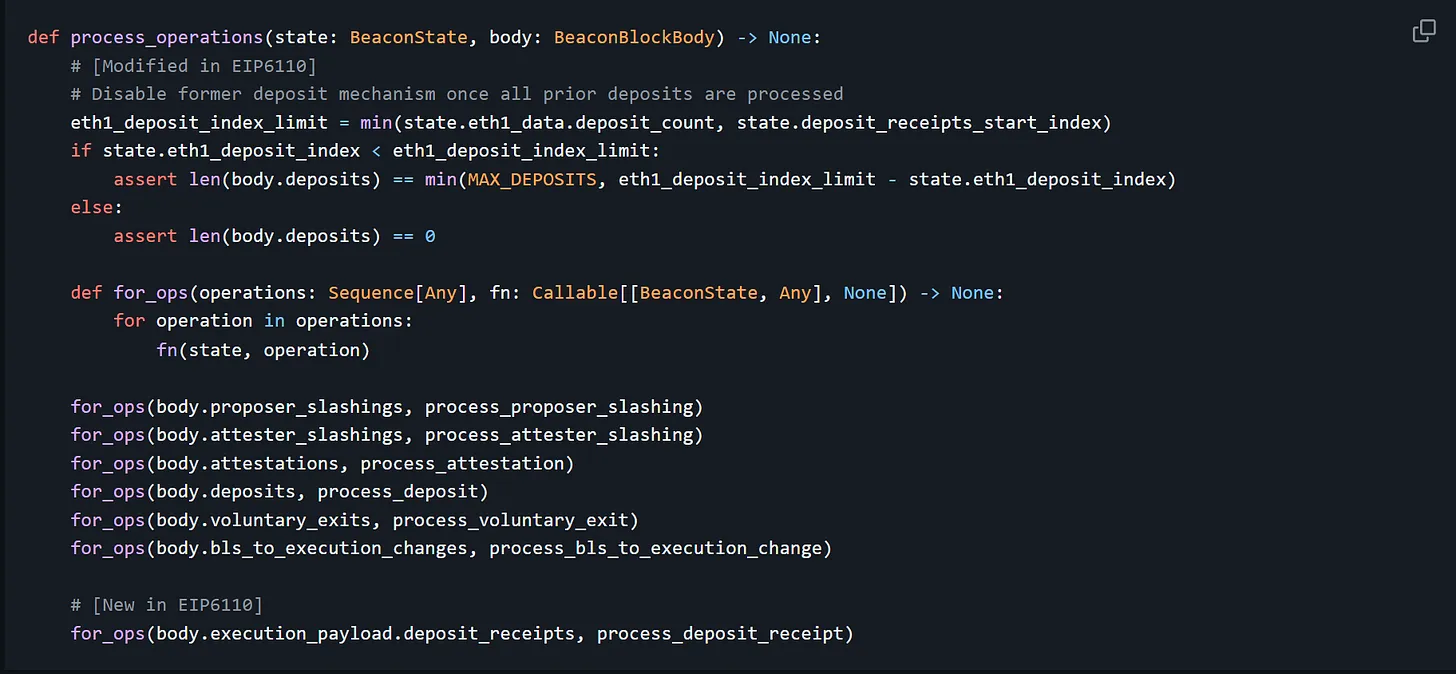 def process_operations(state: BeaconState, body: BeaconBlockBody) -> None:
    # [Modified in EIP6110]
    # Disable former deposit mechanism once all prior deposits are processed
    eth1_deposit_index_limit = min(state.eth1_data.deposit_count, state.deposit_receipts_start_index)
    if state.eth1_deposit_index < eth1_deposit_index_limit:
        assert len(body.deposits) == min(MAX_DEPOSITS, eth1_deposit_index_limit - state.eth1_deposit_index)
    else:
        assert len(body.deposits) == 0

    def for_ops(operations: Sequence[Any], fn: Callable[[BeaconState, Any], None]) -> None:
        for operation in operations:
            fn(state, operation)

    for_ops(body.proposer_slashings, process_proposer_slashing)
    for_ops(body.attester_slashings, process_attester_slashing)
    for_ops(body.attestations, process_attestation)
    for_ops(body.deposits, process_deposit)
    for_ops(body.voluntary_exits, process_voluntary_exit)
    for_ops(body.bls_to_execution_changes, process_bls_to_execution_change)

    # [New in EIP6110]
    for_ops(body.execution_payload.deposit_receipts, process_deposit_receipt)